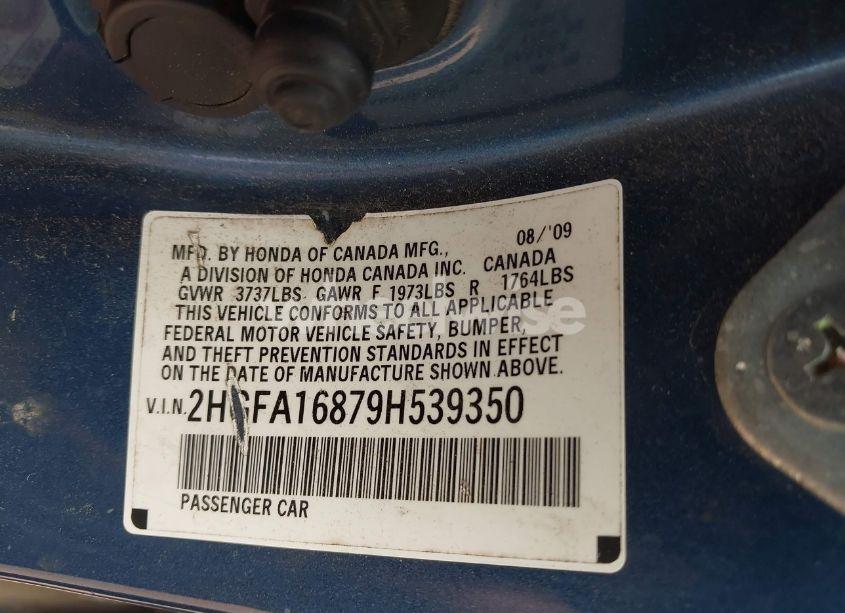 08/'09
MFD. BY HONDA OF CANADA MFG.,
A DIVISION OF HONDA CANADA INC. CANADA
GVWR 3737LBS GAWR F 1973LBS R 1764LBS
THIS VEHICLE CONFORMS TO ALL APPLICABLE
FEDERAL MOTOR VEHICLE SAFETY, BUMPER,
AND THEFT PREVENTION STANDARDS IN EFFECT
ON THE DATE OF MANUFACTURE SHOWN ABOVE.
V.I.N. 2HGFA16879H539350
PASSENGER CAR